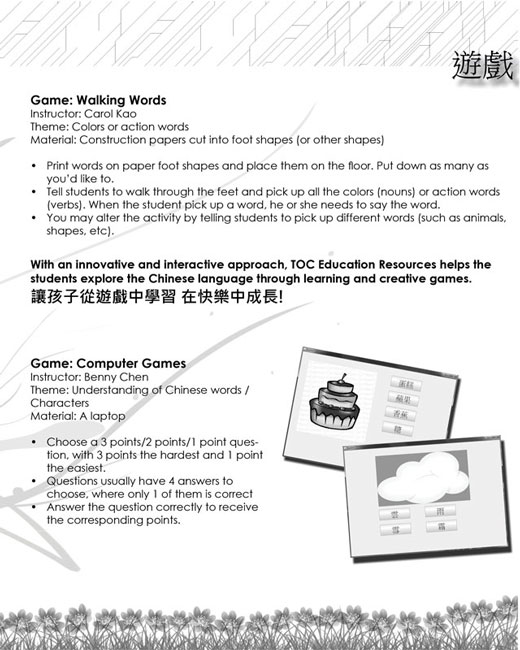 遊戲
Game: Walking Words
Instructor: Carol Kao
Theme: Colors or action words
Material: Construction papers cut into foot shapes (or other shapes)
• Print words on paper foot shapes and place them on the floor. Put down as many as
you’d like to.
• Tell students to walk through the feet and pick up all the colors (nouns) or action words
(verbs). When the student pick up a word, he or she needs to say the word.
• You may alter the activity by telling students to pick up different words (such as animals,
shapes, etc).
With an innovative and interactive approach, TOC Education Resources helps the
students explore the Chinese language through learning and creative games.
讓孩子從遊戲中學習 在快樂中成長!
Game: Computer Games
Instructor: Benny Chen
Theme: Understanding of Chinese words /
Characters
Material: A laptop
• Choose a 3 points/2 points/1 point ques-
tion, with 3 points the hardest and 1 point
the easiest.
• Questions usually have 4 answers to
choose, where only 1 of them is correct
• Answer the question correctly to receive
the corresponding points.
蛋糕
蘋果
香蕉
糖
雲
雨